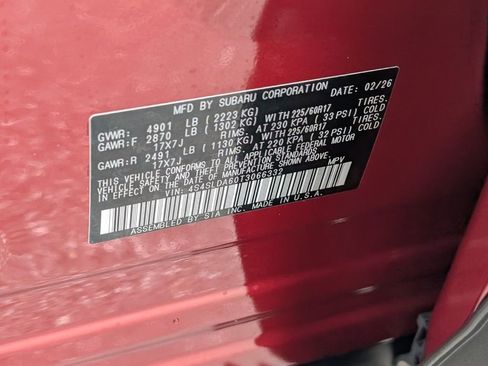 MFD BY SUBARU CORPORATION DATE 02/26
GVWR: 4901 LB (2223 KG)
GAWR:F 2870 LB (1302 KG) WITH 225/60R17 TIRES.
17X7J RIMS. AT 230 KPA ( 33 PSI) COLD.
GAWR:R 2491 LB (1130 KG) WITH 225/60R17 TIRES.
17X7J RIMS. AT 220 KPA ( 32 PSI) COLD.
THIS VEHICLE CONFORMS TO ALL APPLICABLE
FEDERAL MOTOR VEHICLE SAFETY STANDARDS
IN EFFECT ON THE DATE OF MANUFACTURE SHOWN ABOVE.
VIN: 4S4SLDA60T3066332 MPV
ASSEMBLED BY SIA INC. MADE IN U.S.A.